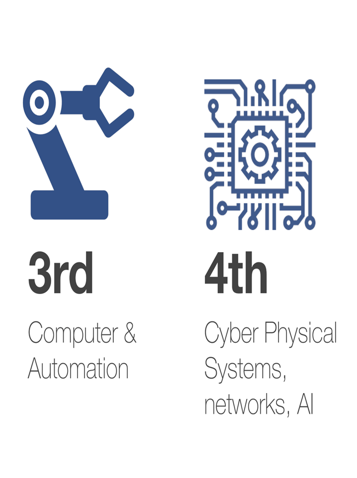 3rd
Computer &
Automation
4th
Cyber Physical
Systems,
networks, AI